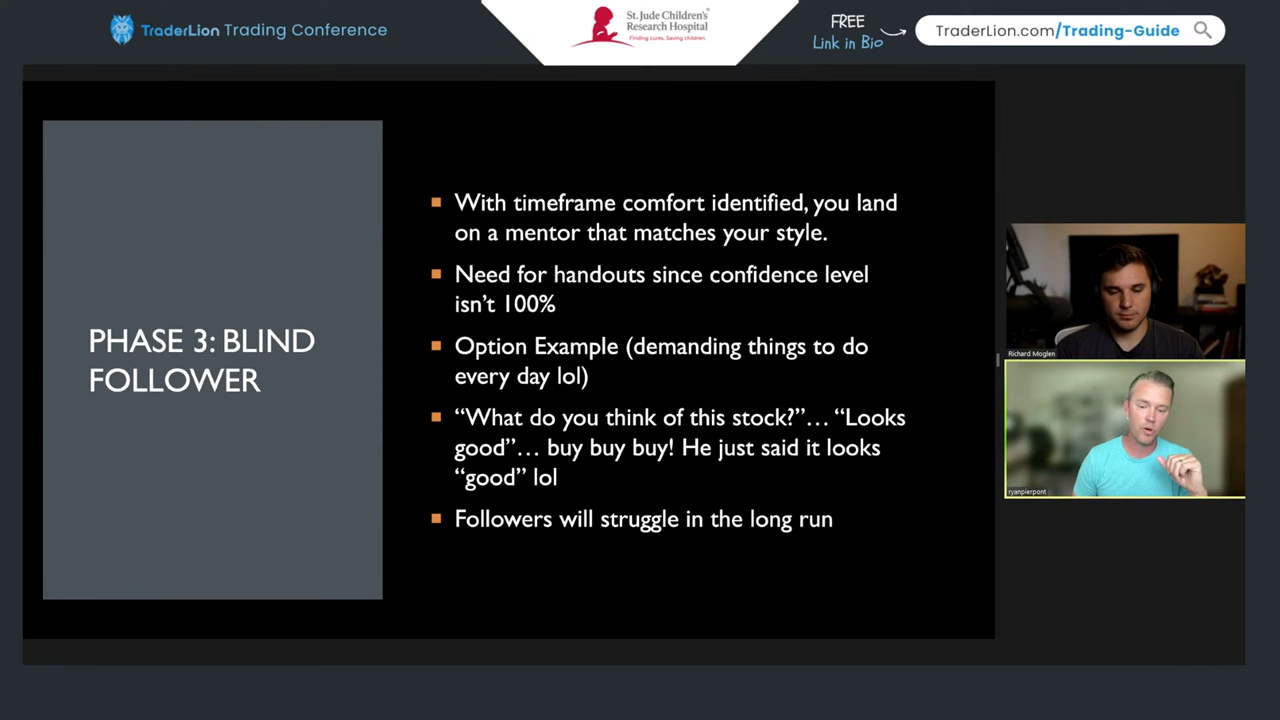 TraderLion Trading Conference
St. Jude Children's
Research Hospital
Finding cures. Saving children.
FREE
Link in Bio
TraderLion.com/Trading-Guide
PHASE 3: BLIND
FOLLOWER
With timeframe comfort identified, you land
on a mentor that matches your style.
Need for handouts since confidence level
isn't 100%
Option Example (demanding things to do
every day lol)
“What do you think of this stock?”… “Looks
good”… buy buy buy! He just said it looks
“good” lol
Followers will struggle in the long run
Richard Moglen
ryanpierpont